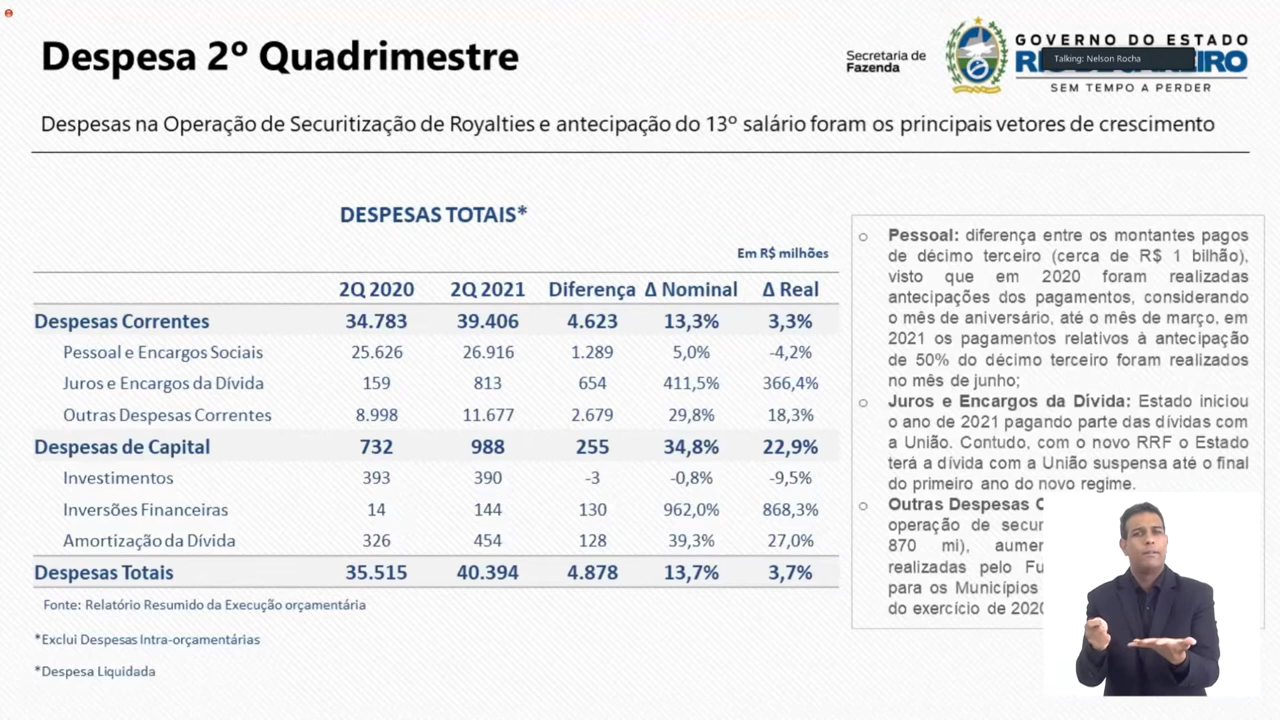 Despesa 2º Quadrimestre
Secretaria de
Fazenda
GOVERNO DO ESTADO
Talking: Nelson Rocha
SEM TEMPO A PERDER
Despesas na Operação de Securitização de Royalties e antecipação do 13º salário foram os principais vetores de crescimento
DESPESAS TOTAIS*
Em R$ milhões
2Q 2020 2Q 2021 Diferença Δ Nominal Δ Real
Despesas Correntes 34.783 39.406 4.623 13,3% 3,3%
Pessoal e Encargos Sociais 25.626 26.916 1.289 5,0% -4,2%
Juros e Encargos da Dívida 159 813 654 411,5% 366,4%
Outras Despesas Correntes 8.998 11.677 2.679 29,8% 18,3%
Despesas de Capital 732 988 255 34,8% 22,9%
Investimentos 393 390 -3 -0,8% -9,5%
Inversões Financeiras 14 144 130 962,0% 868,3%
Amortização da Dívida 326 454 128 39,3% 27,0%
Despesas Totais 35.515 40.394 4.878 13,7% 3,7%
Fonte: Relatório Resumido da Execução orçamentária
*Exclui Despesas Intra-orçamentárias
*Despesa Liquidada
Pessoal: diferença entre os montantes pagos
de décimo terceiro (cerca de R$ 1 bilhão),
visto que em 2020 foram realizadas
antecipações dos pagamentos, considerando
o mês de aniversário, até o mês de março, em
2021 os pagamentos relativos à antecipação
de 50% do décimo terceiro foram realizados
no mês de junho;
Juros e Encargos da Dívida: Estado iniciou
o ano de 2021 pagando parte das dívidas com
a União. Contudo, com o novo RRF o Estado
terá a dívida com a União suspensa até o final
do primeiro ano do novo regime.
Outras Despesas
operação de
870 mi),
realizadas pelo
para os Municípios
do exercício de 2020